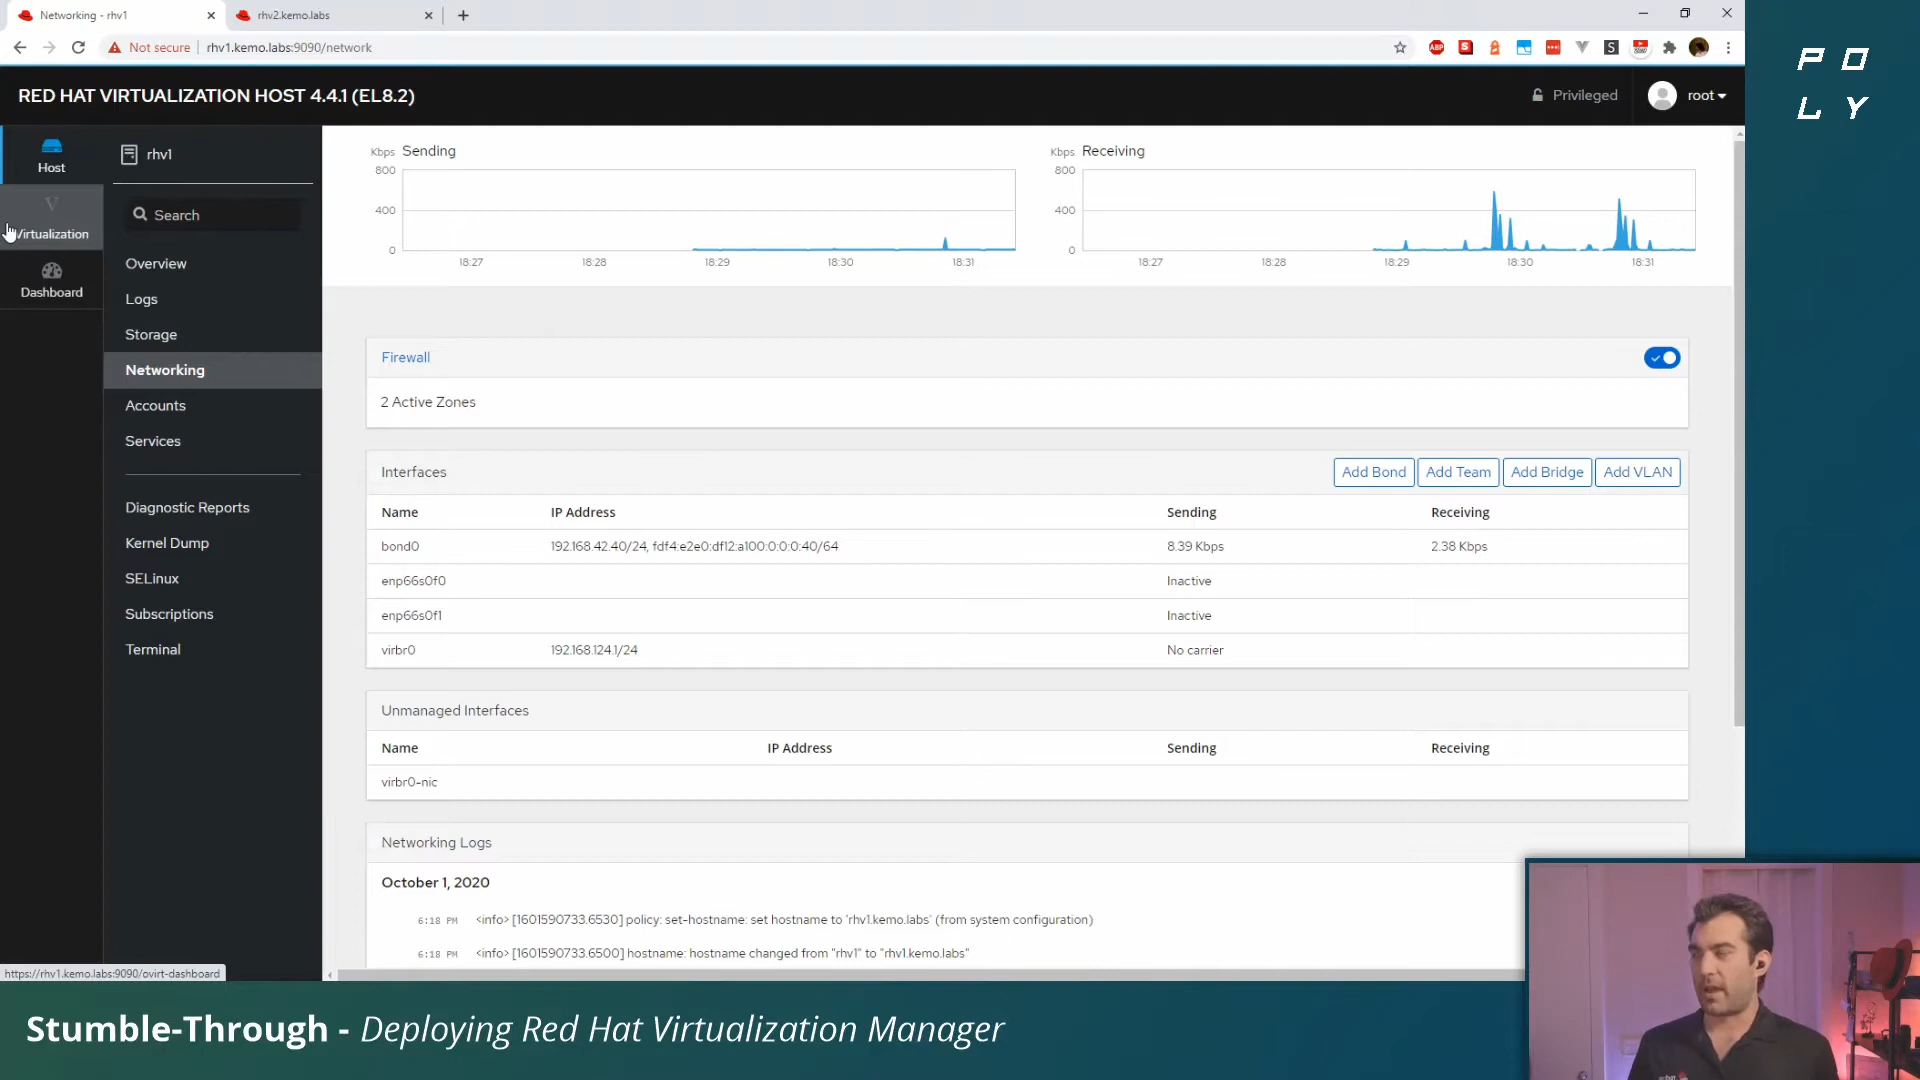 Networking - rhv1
rhv2.kemo.labs
Not secure
rhv1.kemo.labs:9090/network
ABP
S
S
RED HAT VIRTUALIZATION HOST 4.4.1 (EL8.2)
Privileged
root
PO
LY
Host
Virtualization
Dashboard
rhv1
Search
Overview
Logs
Storage
Networking
Accounts
Services
Diagnostic Reports
Kernel Dump
SELinux
Subscriptions
Terminal
Kbps Sending
800
400
0
18:27 18:28 18:29 18:30 18:31
Kbps Receiving
800
400
0
18:27 18:28 18:29 18:30 18:31
Firewall
2 Active Zones
Interfaces
Add Bond Add Team Add Bridge Add VLAN
Name IP Address Sending Receiving
bond0 192.168.42.40/24, fdf4:e2e0:df12:a100:0:0:0:40/64 8.39 Kbps 2.38 Kbps
enp66s0f0 Inactive
enp66s0f1 Inactive
virbr0 192.168.124.1/24 No carrier
Unmanaged Interfaces
Name IP Address Sending Receiving
virbr0-nic
Networking Logs
October 1, 2020
6:18 PM <info> [1601590733.6530] policy: set-hostname: set hostname to 'rhv1.kemo.labs' (from system configuration)
6:18 PM <info> [1601590733.6500] hostname: hostname changed from "rhv1" to "rhv1.kemo.labs"
https://rhv1.kemo.labs:9090/ovirt-dashboard
Stumble-Through - Deploying Red Hat Virtualization Manager